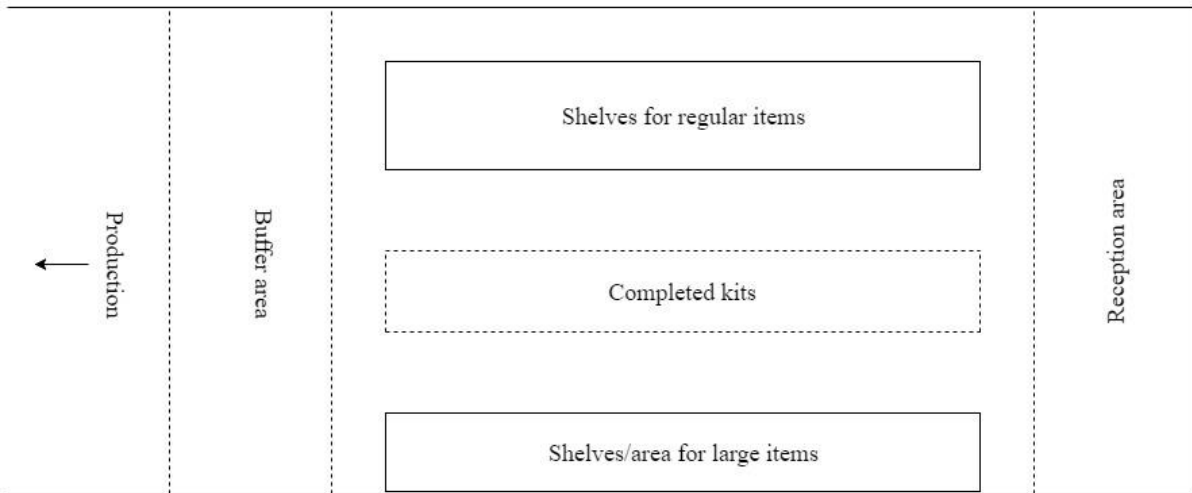 Production
Buffer area
Shelves for regular items
Completed kits
Shelves/area for large items
Reception area